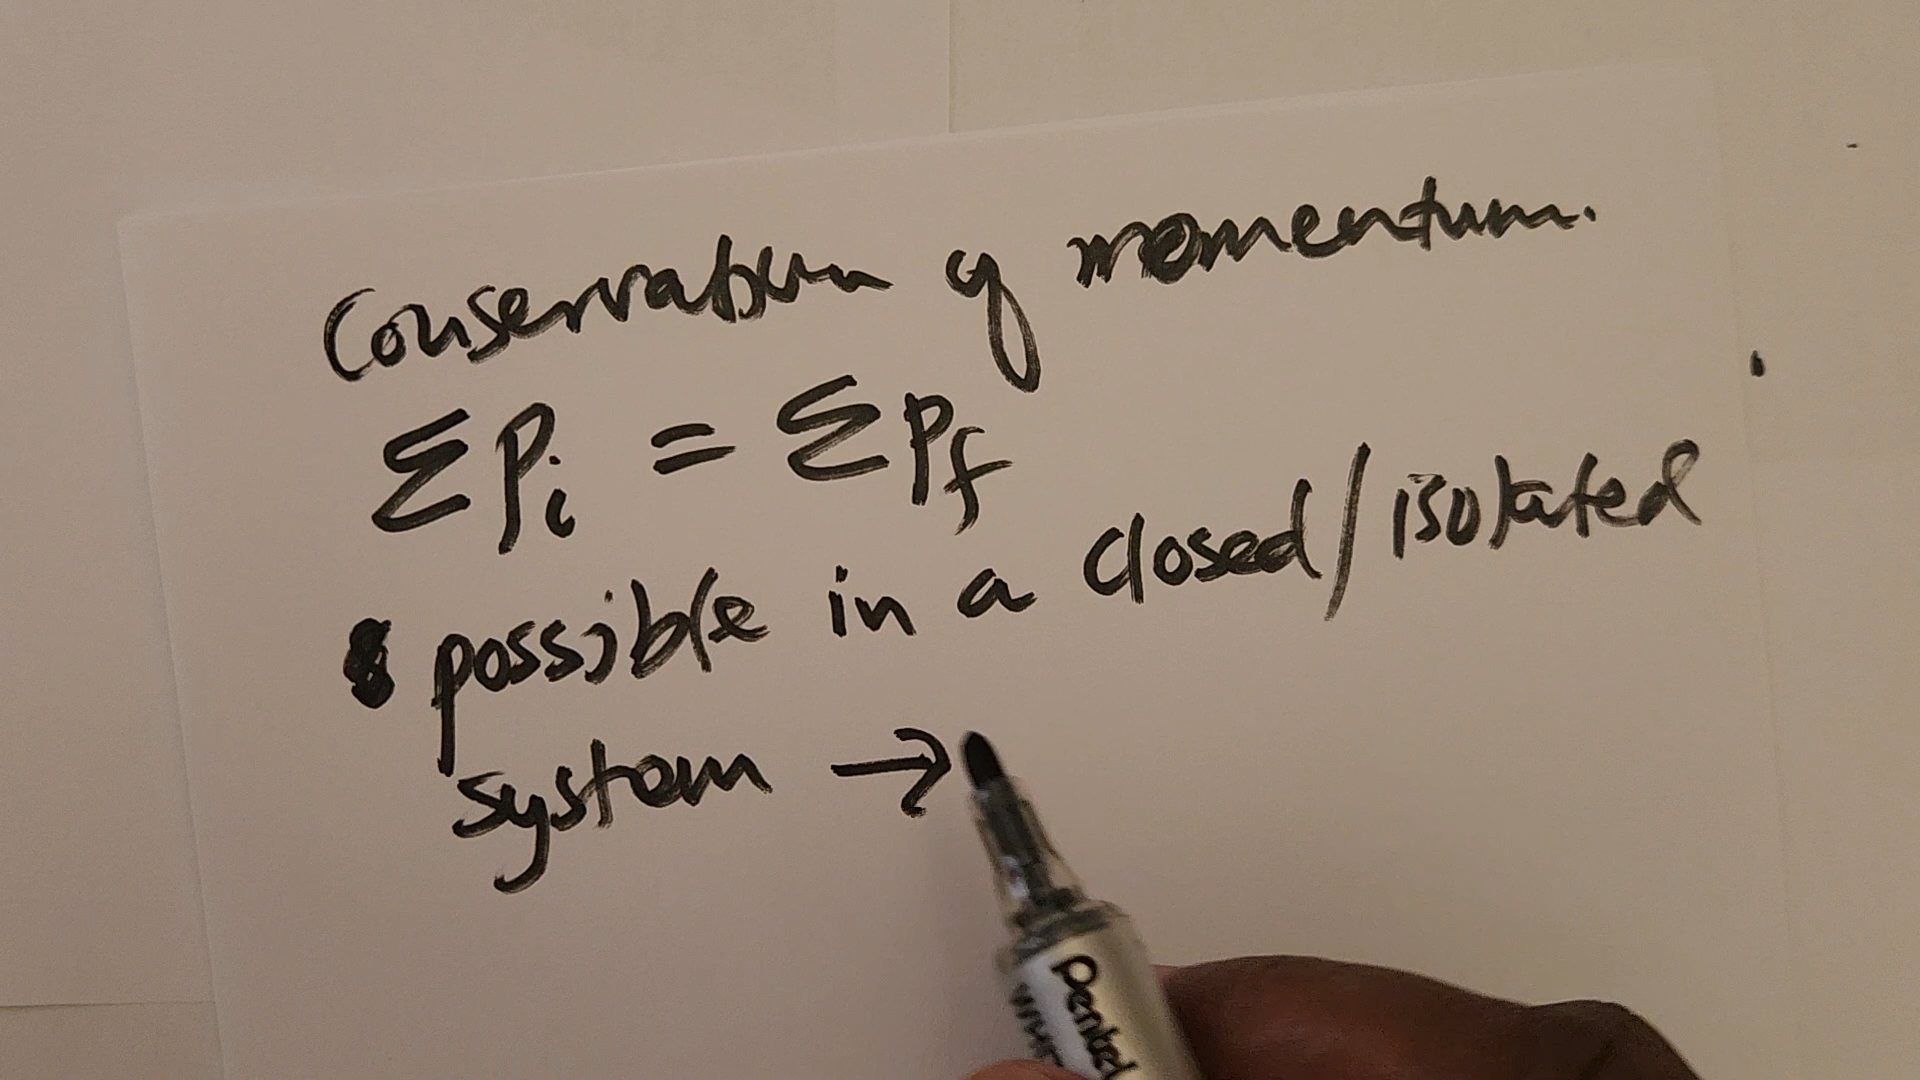 Conservation of momentum.
Σpi = Σpf
possible in a closed/isolated
system →
Pentel